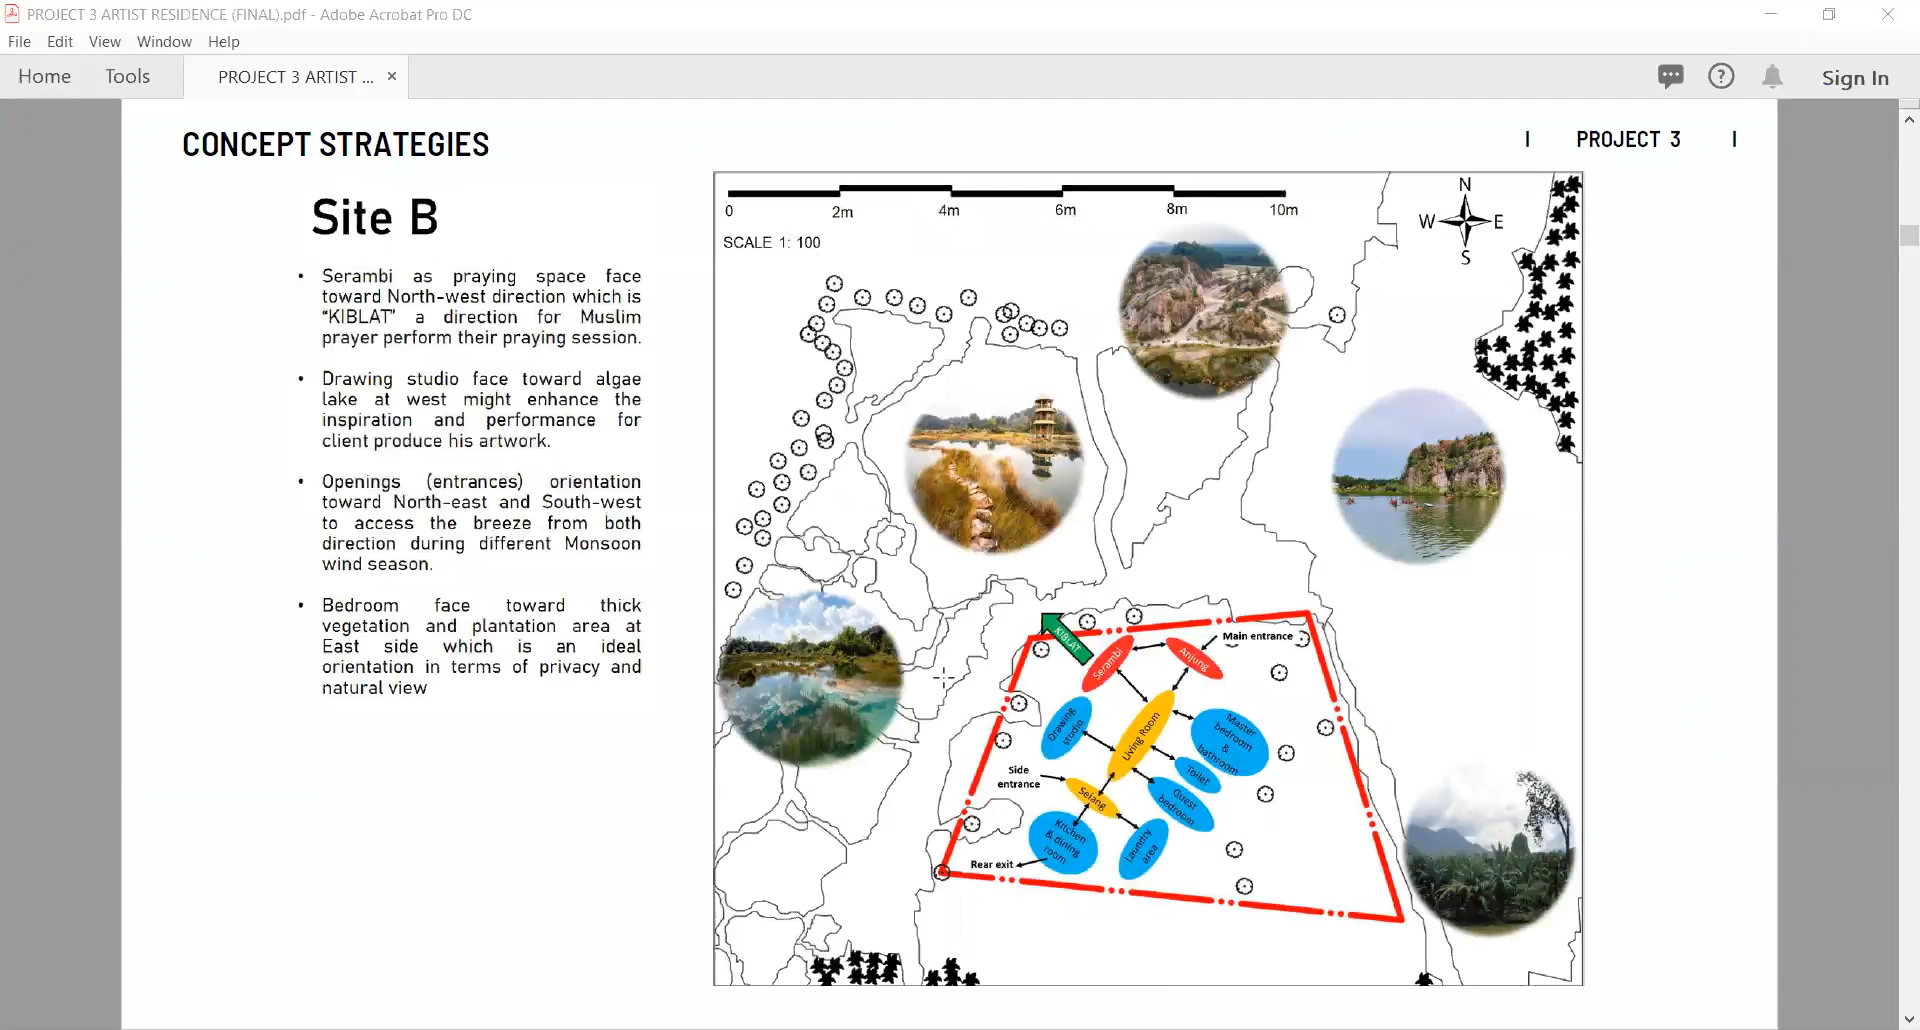 PROJECT 3 ARTIST RESIDENCE (FINAL).pdf - Adobe Acrobat Pro DC
File Edit View Window Help
Home Tools PROJECT 3 ARTIST ... × Sign In
CONCEPT STRATEGIES
| PROJECT 3 |
Site B
• Serambi as praying space face
toward North-west direction which is
"KIBLAT" a direction for Muslim
prayer perform their praying session.
• Drawing studio face toward algae
lake at west might enhance the
inspiration and performance for
client produce his artwork.
• Openings (entrances) orientation
toward North-east and South-west
to access the breeze from both
direction during different Monsoon
wind season.
• Bedroom face toward thick
vegetation and plantation area at
East side which is an ideal
orientation in terms of privacy and
natural view
0 2m 4m 6m 8m 10m
SCALE 1: 100
N
W E
S
KIBLAT
Serambi
Anjung
Main entrance
Drawing
studio
Living Room
Master
bedroom
&
bathroom
Toilet
Side
entrance
Selang
Guest
bedroom
Kitchen
& dining
room
Laundry
area
Rear exit